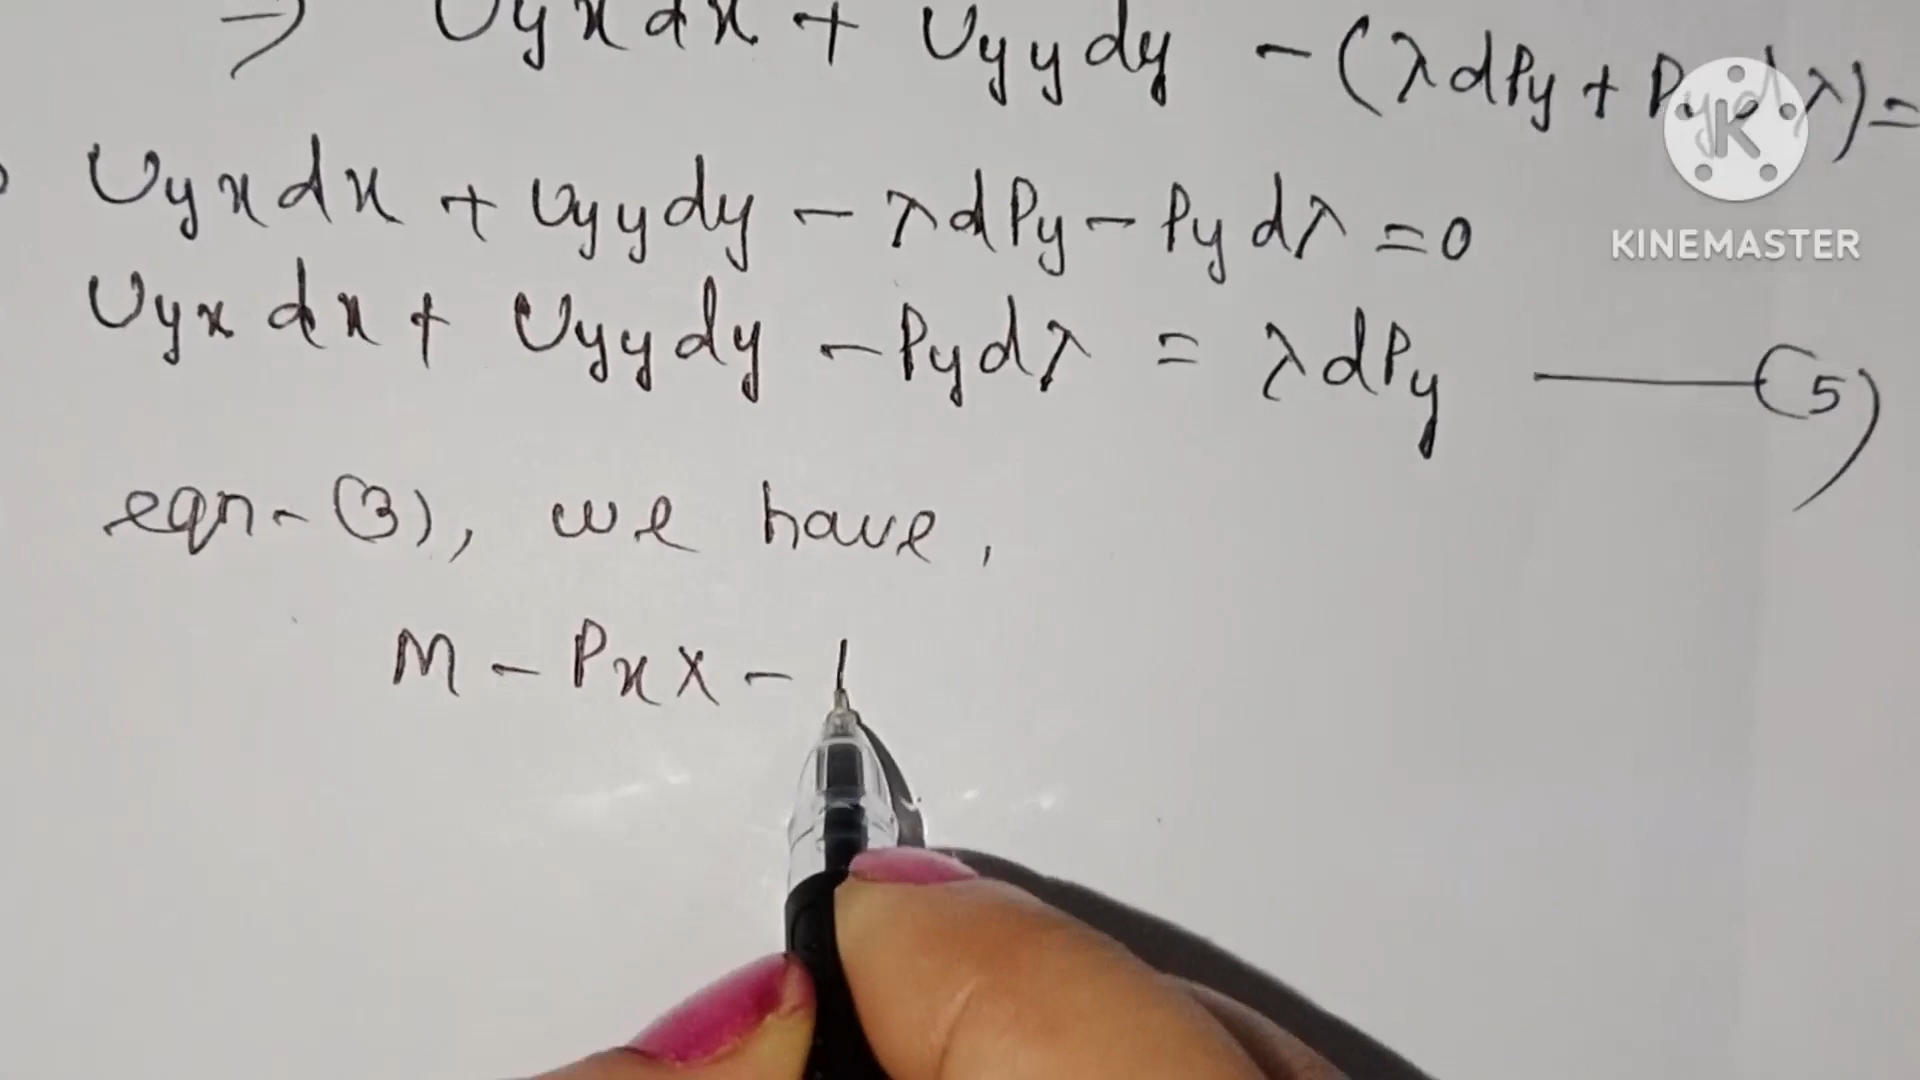 ⇒ Uyx dx + Uyy dy - (λdPy + Py dλ) =
Uyx dx + Uyy dy - λdPy - Py dλ = 0
KINEMASTER
Uyx dx + Uyy dy - Py dλ = λdPy —(5)
eqn-(3), we have,
M - Px X -